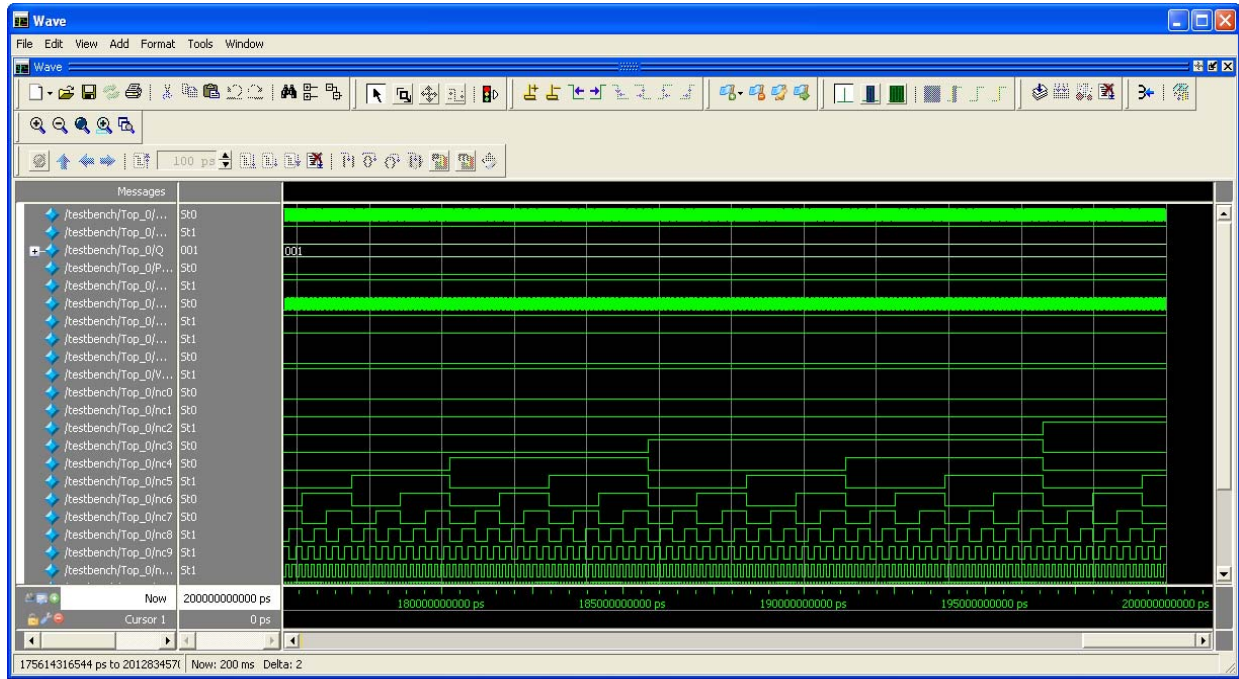 Wave
File Edit View Add Format Tools Window
Wave
100 ps
Messages
/testbench/Top_0/... St0
/testbench/Top_0/... St1
/testbench/Top_0/Q 001 001
/testbench/Top_0/P... St0
/testbench/Top_0/... St1
/testbench/Top_0/... St0
/testbench/Top_0/... St1
/testbench/Top_0/... St1
/testbench/Top_0/... St0
/testbench/Top_0/V... St1
/testbench/Top_0/nc0 St0
/testbench/Top_0/nc1 St0
/testbench/Top_0/nc2 St1
/testbench/Top_0/nc3 St0
/testbench/Top_0/nc4 St0
/testbench/Top_0/nc5 St1
/testbench/Top_0/nc6 St0
/testbench/Top_0/nc7 St0
/testbench/Top_0/nc8 St1
/testbench/Top_0/nc9 St1
/testbench/Top_0/n... St1
Now 200000000000 ps 180000000000 ps 185000000000 ps 190000000000 ps 195000000000 ps 200000000000 ps
Cursor 1 0 ps
175614316544 ps to 201283457( Now: 200 ms Delta: 2